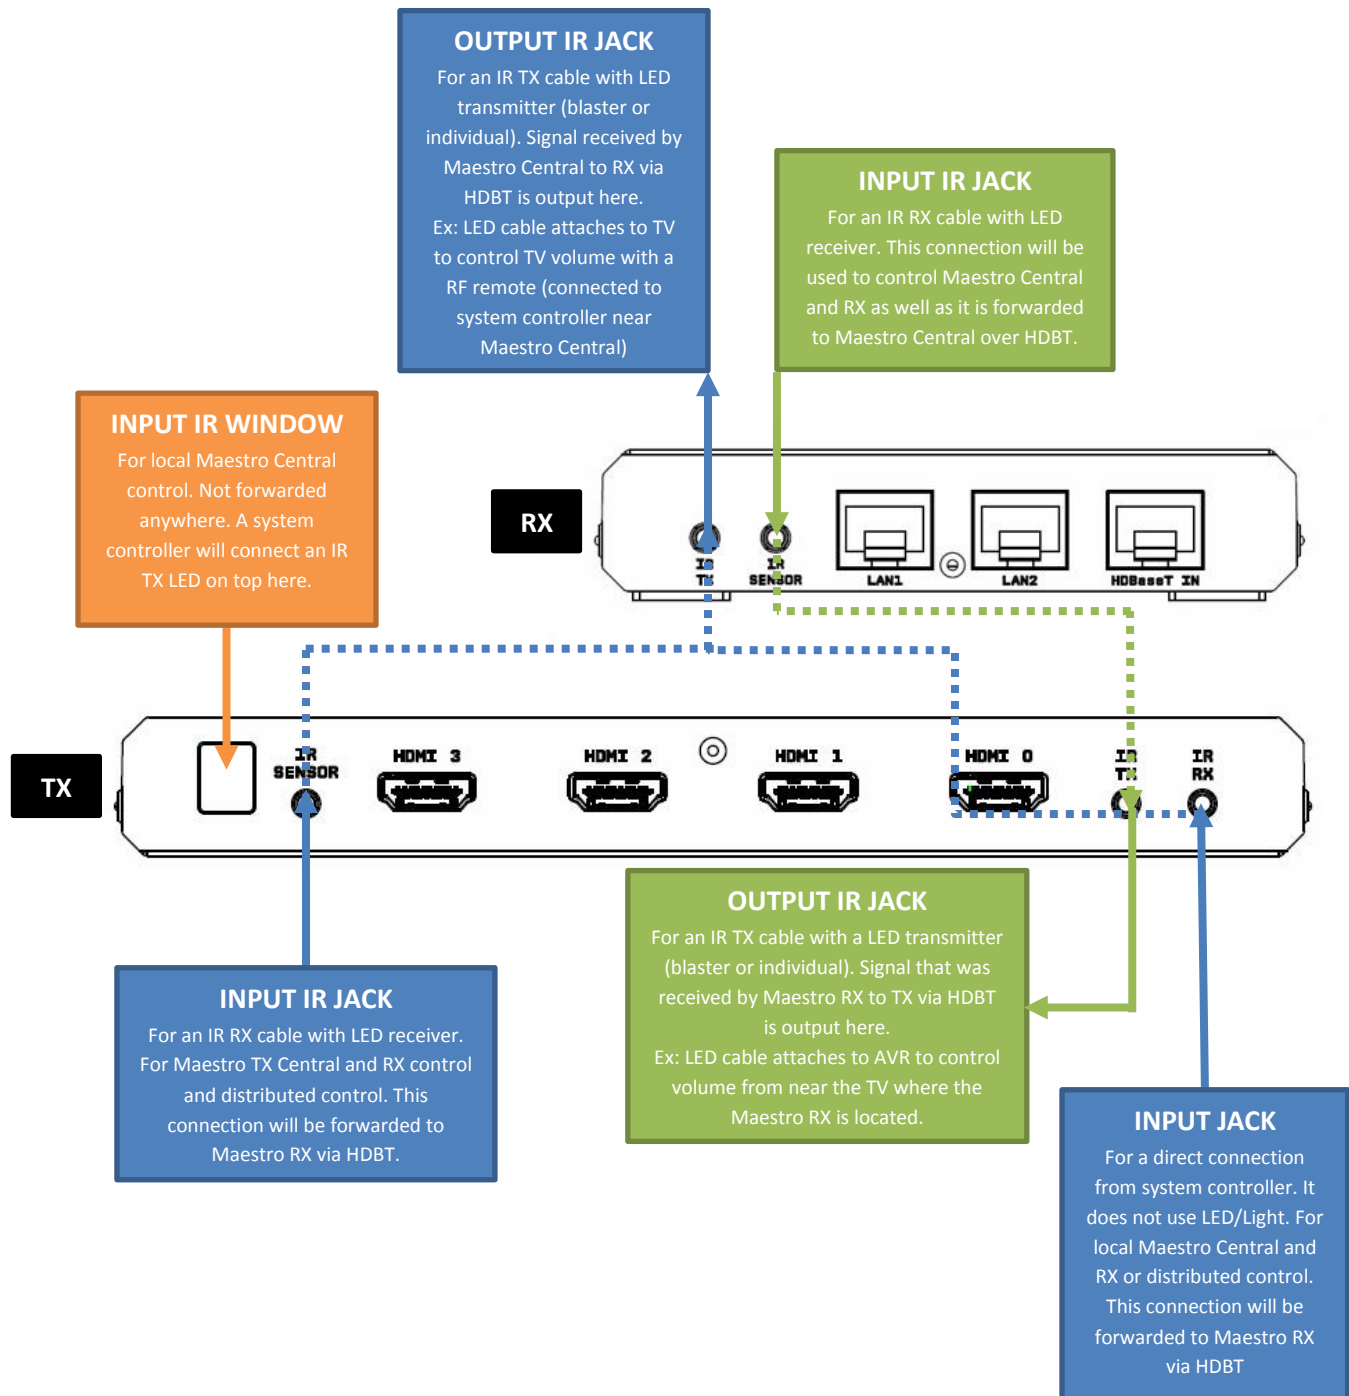 OUTPUT IR JACK
For an IR TX cable with LED
transmitter (blaster or
individual). Signal received by
Maestro Central to RX via
HDBT is output here.
Ex: LED cable attaches to TV
to control TV volume with a
RF remote (connected to
system controller near
Maestro Central)
INPUT IR JACK
For an IR RX cable with LED
receiver. This connection will be
used to control Maestro Central
and RX as well as it is forwarded
to Maestro Central over HDBT.
INPUT IR WINDOW
For local Maestro Central
control. Not forwarded
anywhere. A system
controller will connect an IR
TX LED on top here.
RX
IR
TX
IR
SENSOR
LAN1
LAN2
HDBaseT IN
TX
IR
SENSOR
HDMI 3
HDMI 2
HDMI 1
HDMI 0
IR
TX
IR
RX
OUTPUT IR JACK
For an IR TX cable with a LED transmitter
(blaster or individual). Signal that was
received by Maestro RX to TX via HDBT
is output here.
Ex: LED cable attaches to AVR to control
volume from near the TV where the
Maestro RX is located.
INPUT IR JACK
For an IR RX cable with LED receiver.
For Maestro TX Central and RX control
and distributed control. This
connection will be forwarded to
Maestro RX via HDBT.
INPUT JACK
For a direct connection
from system controller. It
does not use LED/Light. For
local Maestro Central and
RX or distributed control.
This connection will be
forwarded to Maestro RX
via HDBT